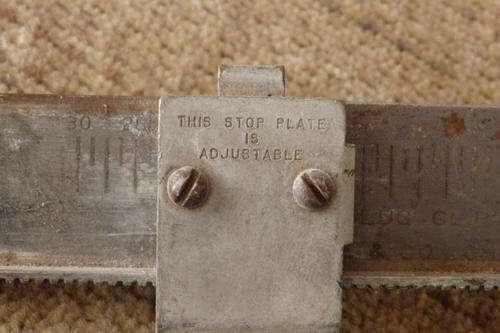 30
THIS STOP PLATE
IS
ADJUSTABLE